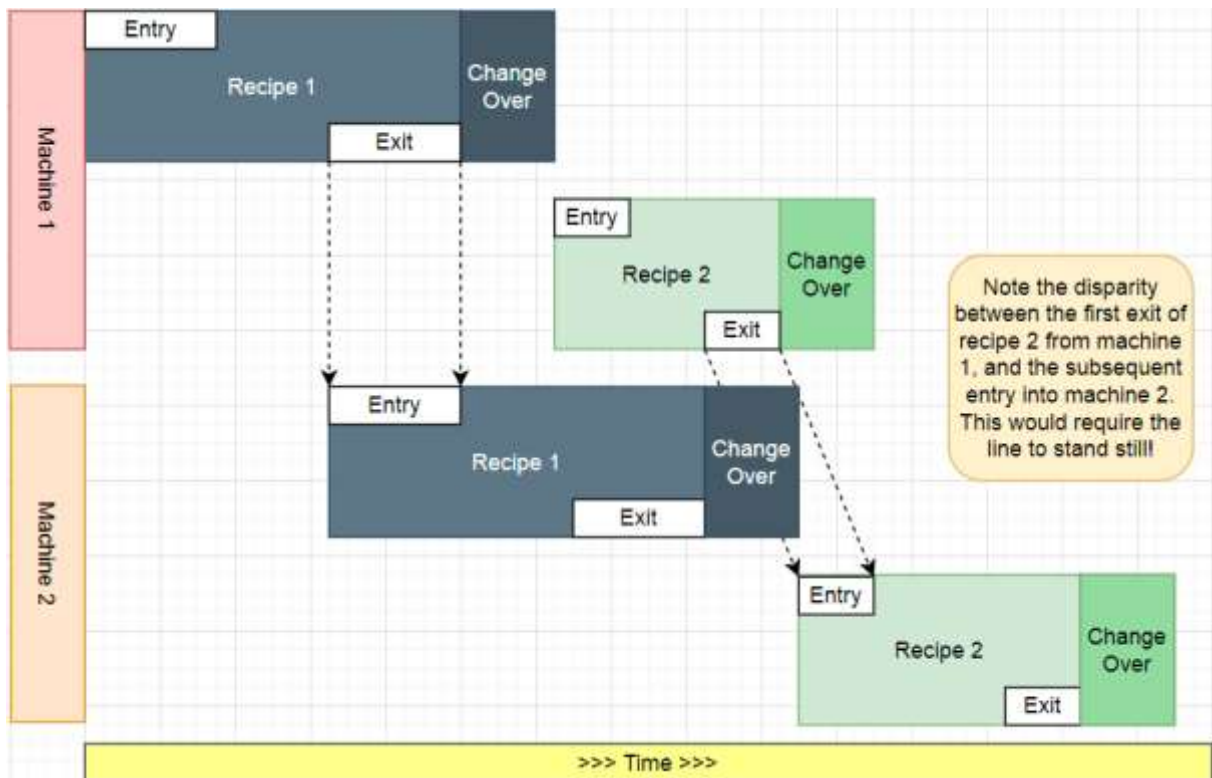 Machine 1
Entry
Recipe 1
Exit
Change
Over
Entry
Recipe 2
Exit
Change
Over
Note the disparity
between the first exit of
recipe 2 from machine
1, and the subsequent
entry into machine 2.
This would require the
line to stand still!
Machine 2
Entry
Recipe 1
Exit
Change
Over
Entry
Recipe 2
Exit
Change
Over
>>> Time >>>